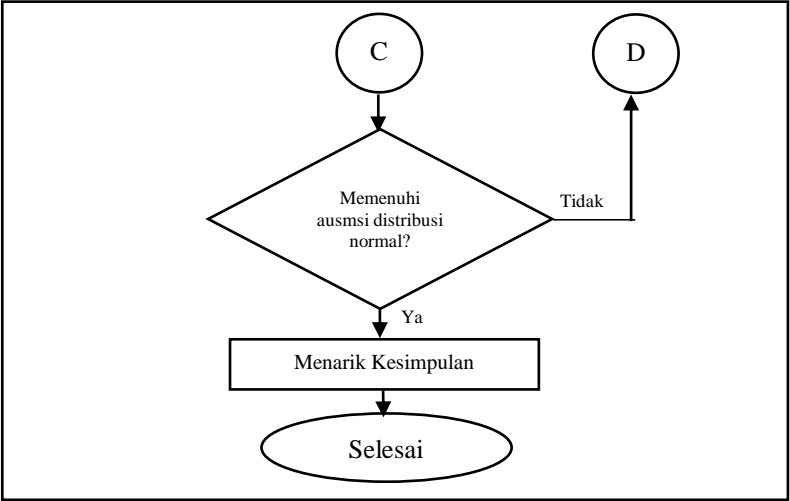 C
D
Memenuhi
ausmsi distribusi
normal?
Tidak
Ya
Menarik Kesimpulan
Selesai